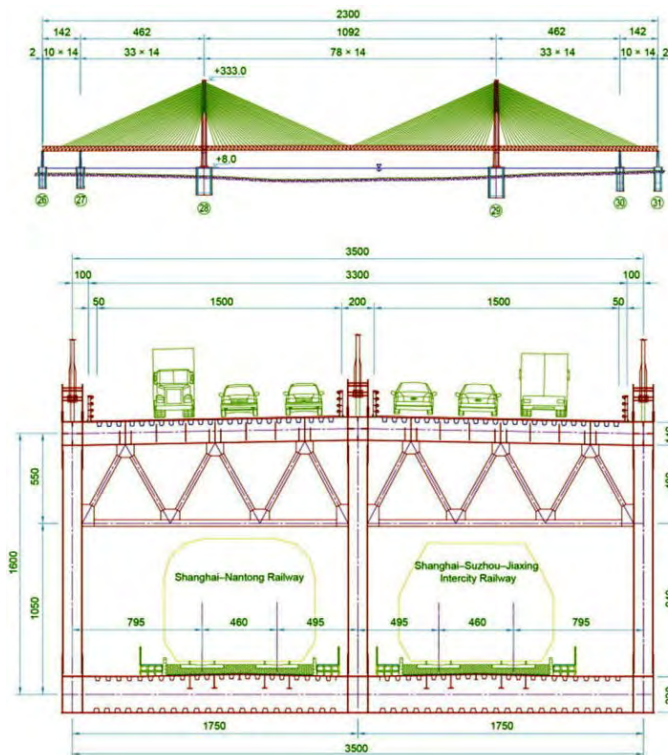 2300
142 462 1092 462 142
2 10 × 14 33 × 14 78 × 14 33 × 14 10 × 14 2
+333.0
+8.0
26 27 28 29 30 31
3500
100 3300 100
50 1500 200 1500 50
550
1600
1050
Shanghai–Nantong Railway
Shanghai–Suzhou–Jiaxing
Intercity Railway
795 460 495 495 460 795
1750 1750
3500